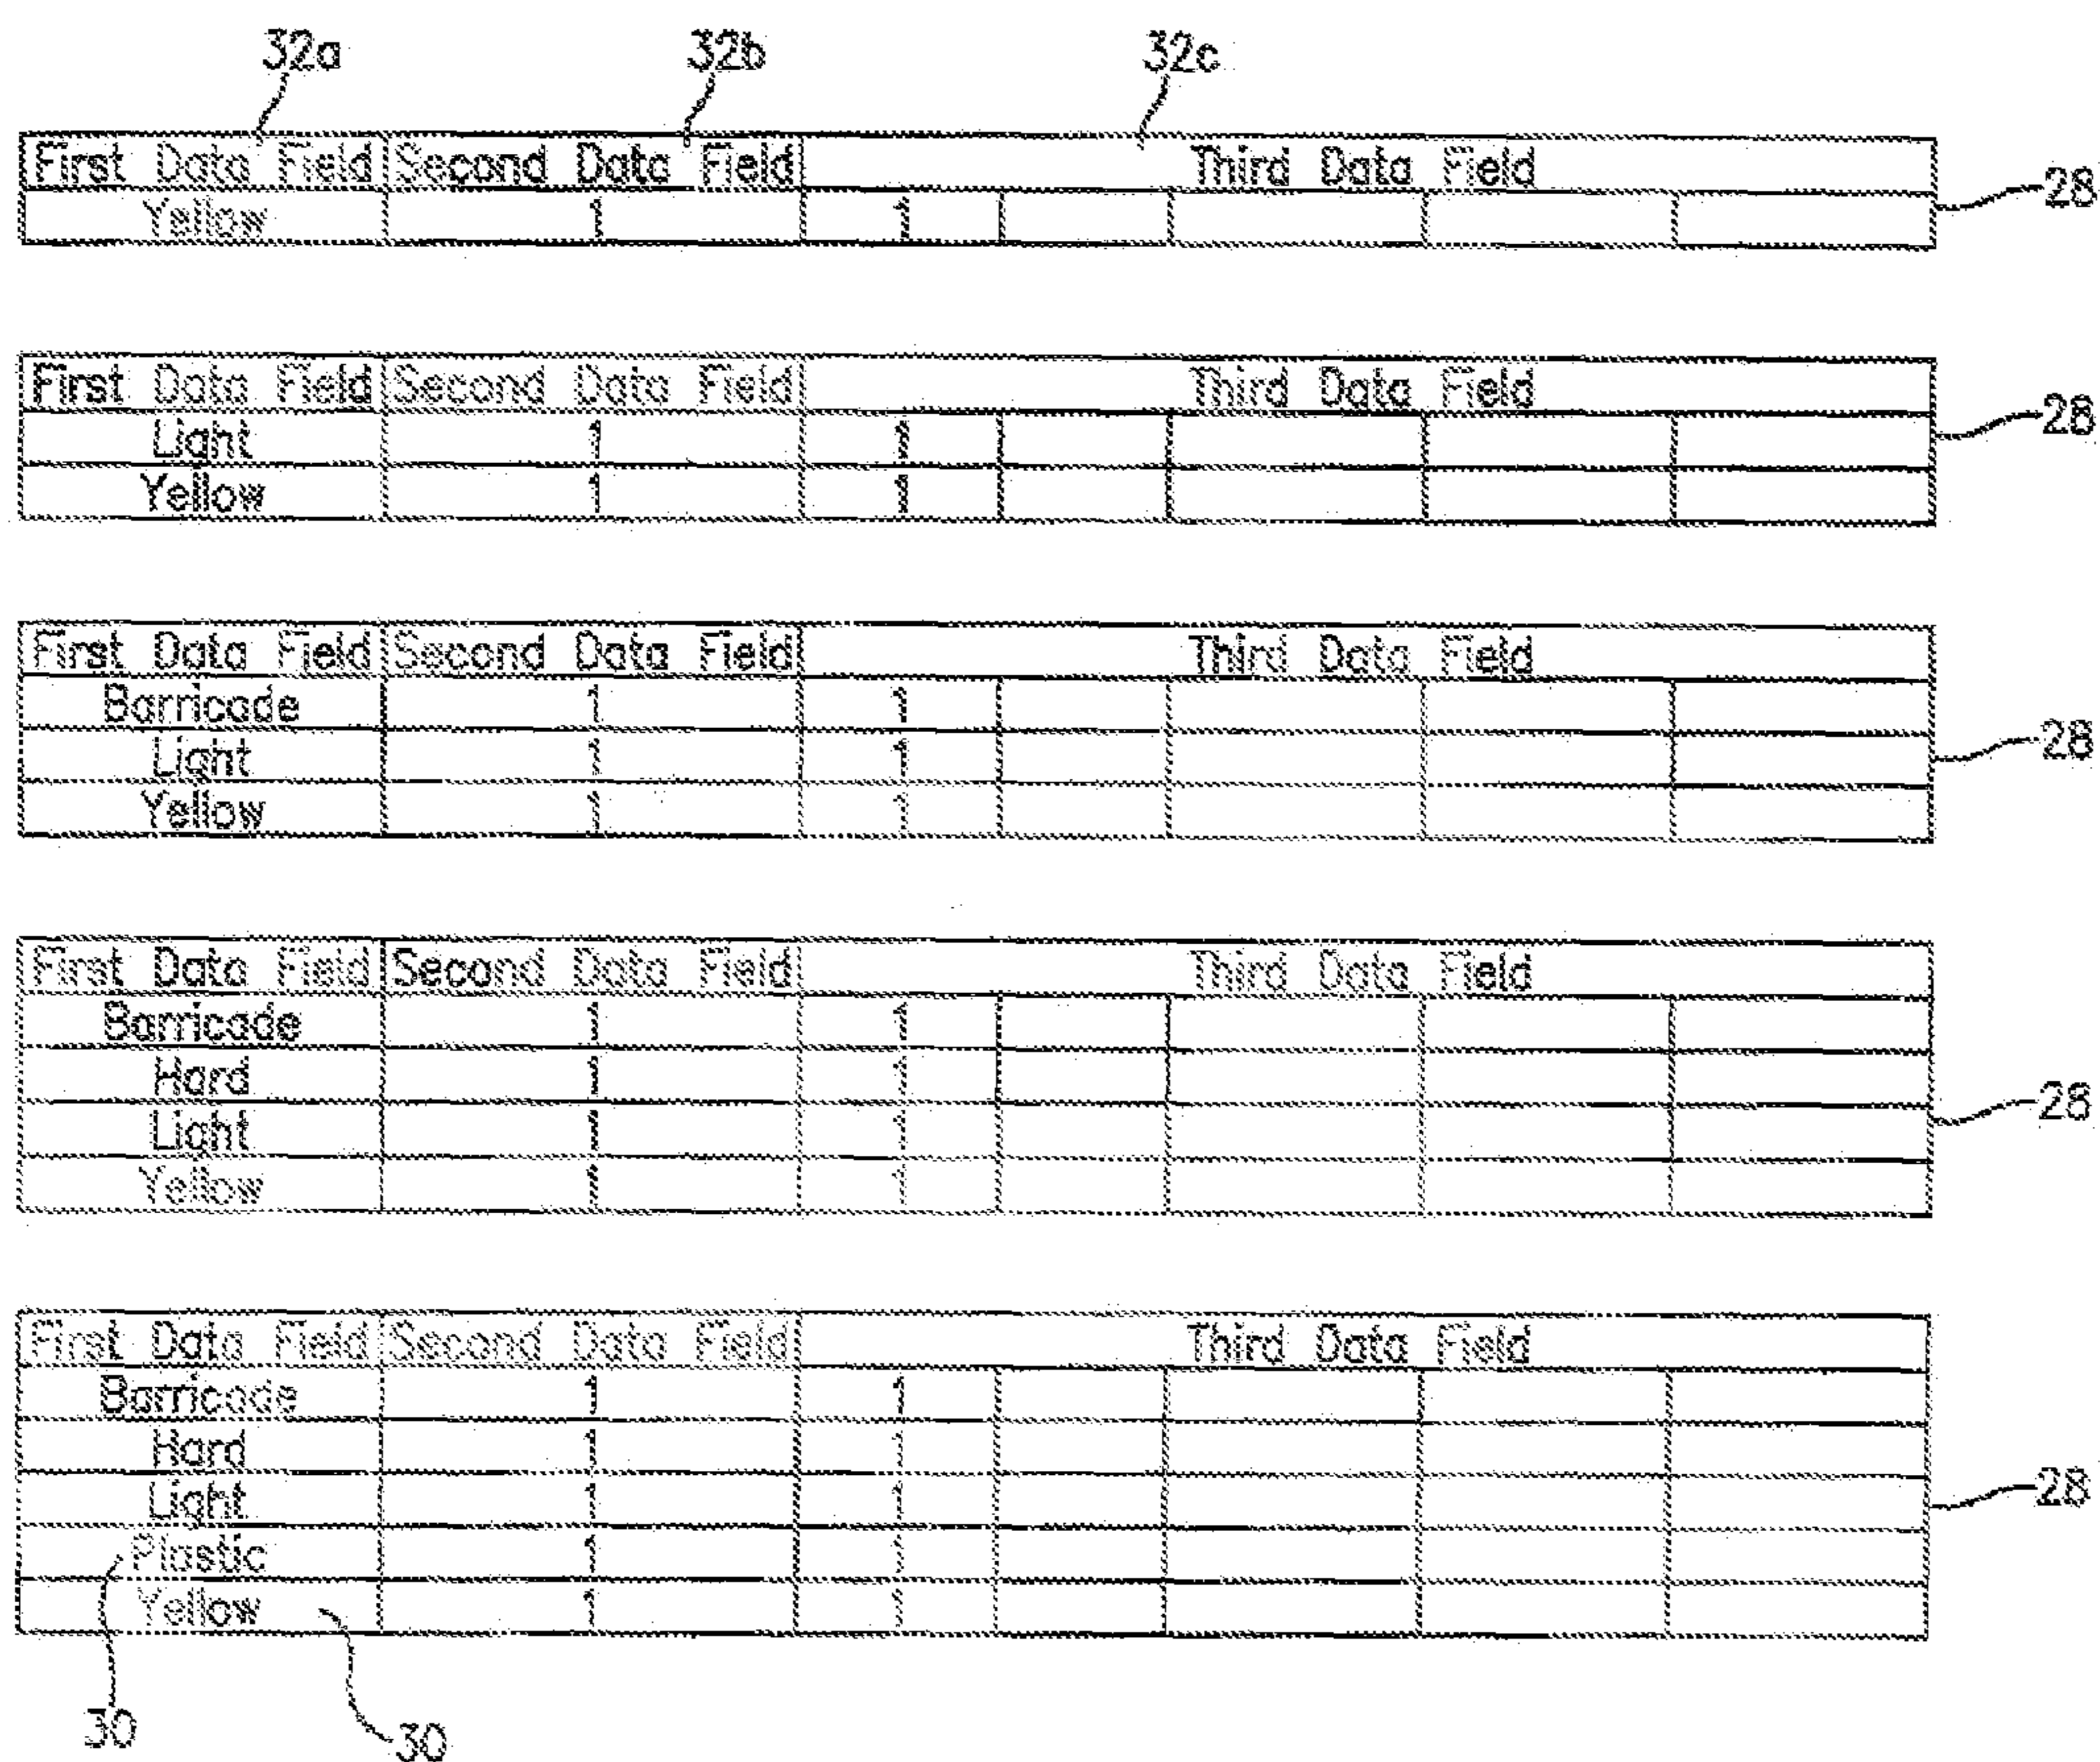 32a 32b 32c
First Data Field Second Data Field Third Data Field
Yellow 1 1
28
First Data Field Second Data Field Third Data Field
Light 1 1
28
Yellow 1 1
First Data Field Second Data Field Third Data Field
Barricade 1 1
Light 1 1
28
Yellow 1 1
First Data Field Second Data Field Third Data Field
Barricade 1 1
Hard 1 1
28
Light 1 1
Yellow 1 1
First Data Field Second Data Field Third Data Field
Barricade 1 1
Hard 1 1
Light 1 1
28
Plastic 1 1
Yellow 1 1
30 30